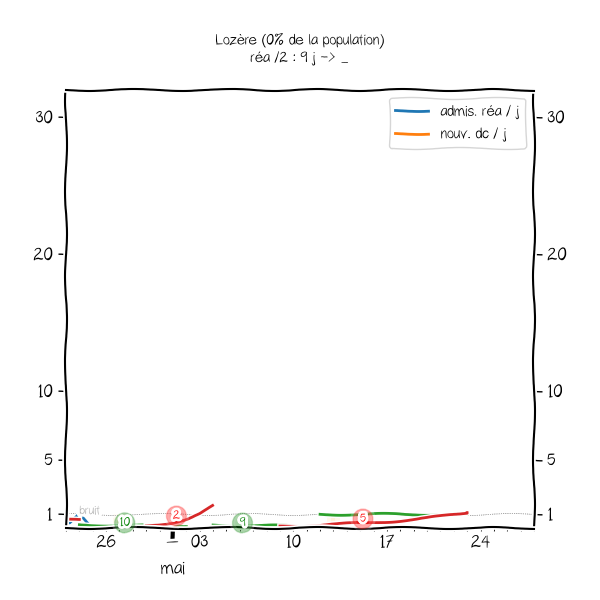 Lozère (0% de la population)
réa /2 : 9 j -> _
admis. réa / j
nouv. dc / j
30 30
20 20
10 10
5 5
1 1
bruit
10 2 9 5
26 03 10 17 24
mai